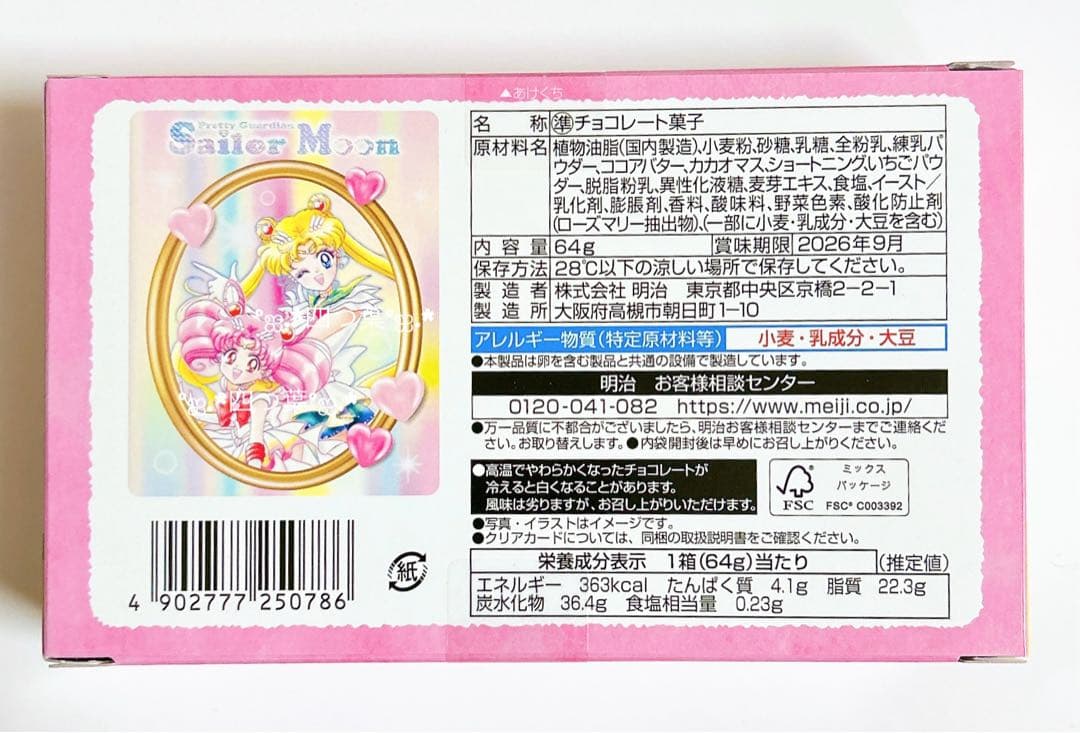 ▲あけくち
Pretty Guardian
Sailor Moon
四つ葉
四つ葉
4 902777 250786
紙
名 称 準チョコレート菓子
原材料名 植物油脂(国内製造)、小麦粉、砂糖、乳糖、全粉乳、練乳パ
ウダー、ココアバター、カカオマス、ショートニング、いちごパウ
ダー、脱脂粉乳、異性化液糖、麦芽エキス、食塩、イースト/
乳化剤、膨脹剤、香料、酸味料、野菜色素、酸化防止剤
(ローズマリー抽出物)、(一部に小麦・乳成分・大豆を含む)
内容量 64g 賞味期限 2026年9月
保存方法 28℃以下の涼しい場所で保存してください。
製造者 株式会社 明治 東京都中央区京橋2-2-1
製造所 大阪府高槻市朝日町1-10
アレルギー物質(特定原材料等) 小麦・乳成分・大豆
●本製品は卵を含む製品と共通の設備で製造しています。
明治 お客様相談センター
0120-041-082 https://www.meiji.co.jp/
●万一品質に不都合がございましたら、明治お客様相談センターまでご連絡くだ
さい。お取り替えします。●内袋開封後は早めにお召し上がりください。
●高温でやわらかくなったチョコレートが
冷えると白くなることがあります。
風味は劣りますが、お召し上がりいただけます。
ミックス
パッケージ
FSC FSC® C003392
●写真・イラストはイメージです。
●クリアカードについては、同梱の取扱説明書をご確認ください。
栄養成分表示 1箱(64g)当たり (推定値)
エネルギー 363kcal たんぱく質 4.1g 脂質 22.3g
炭水化物 36.4g 食塩相当量 0.23g